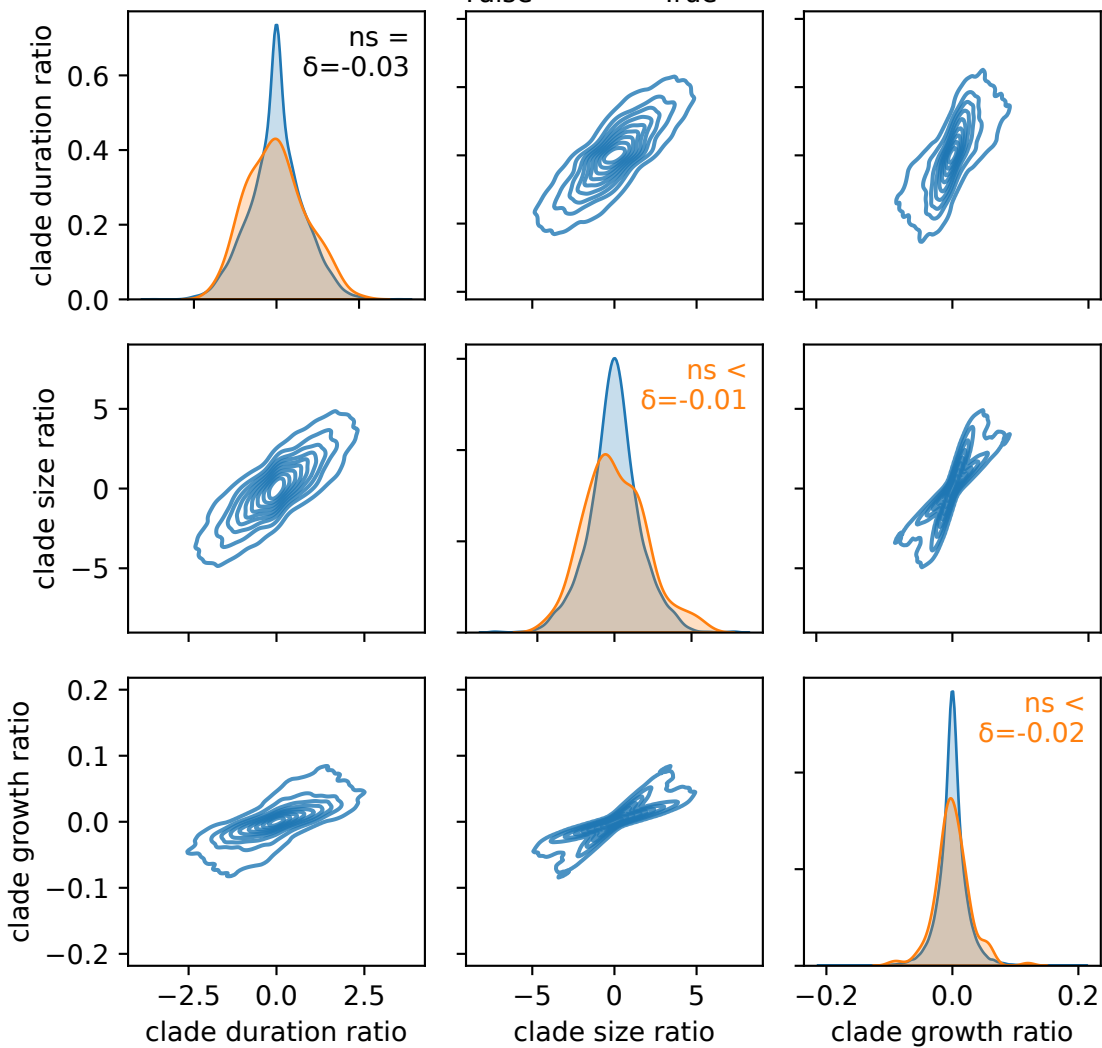 ns =
δ=-0.03
clade duration ratio
0.6
0.4
0.2
0.0
ns <
δ=-0.01
clade size ratio
5
0
−5
ns <
δ=-0.02
clade growth ratio
0.2
0.1
0.0
−0.1
−0.2
−2.5 0.0 2.5
−5 0 5
−0.2 0.0 0.2
clade duration ratio
clade size ratio
clade growth ratio